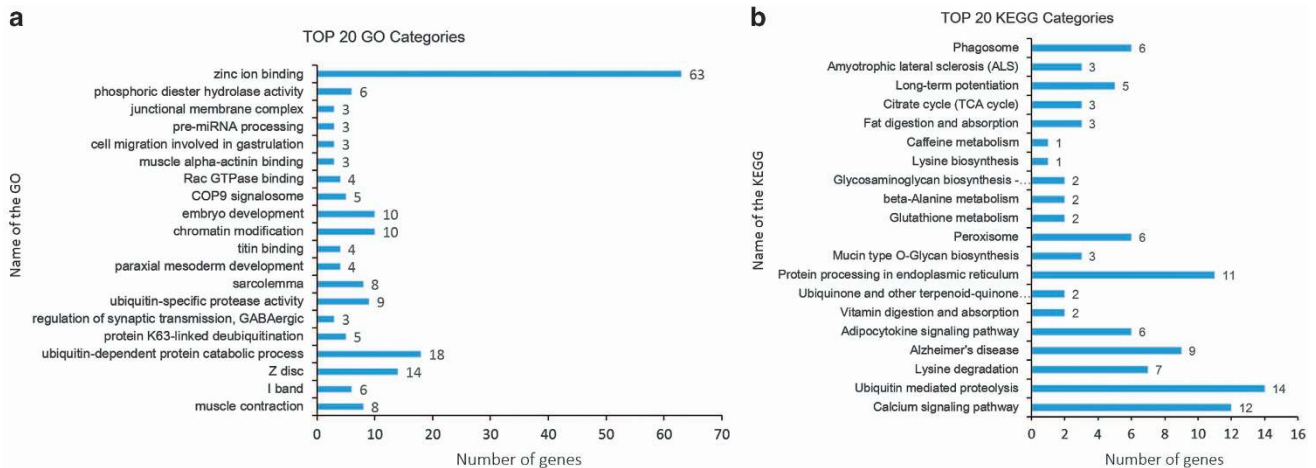 a
TOP 20 GO Categories
Name of the GO
zinc ion binding 63
phosphoric diester hydrolase activity 6
junctional membrane complex 3
pre-miRNA processing 3
cell migration involved in gastrulation 3
muscle alpha-actinin binding 3
Rac GTPase binding 4
COP9 signalosome 5
embryo development 10
chromatin modification 10
titin binding 4
paraxial mesoderm development 4
sarcolemma 8
ubiquitin-specific protease activity 9
regulation of synaptic transmission, GABAergic 3
protein K63-linked deubiquitination 5
ubiquitin-dependent protein catabolic process 18
Z disc 14
I band 6
muscle contraction 8
0 10 20 30 40 50 60 70
Number of genes
b
TOP 20 KEGG Categories
Name of the KEGG
Phagosome 6
Amyotrophic lateral sclerosis (ALS) 3
Long-term potentiation 5
Citrate cycle (TCA cycle) 3
Fat digestion and absorption 3
Caffeine metabolism 1
Lysine biosynthesis 1
Glycosaminoglycan biosynthesis -... 2
beta-Alanine metabolism 2
Glutathione metabolism 2
Peroxisome 6
Mucin type O-Glycan biosynthesis 3
Protein processing in endoplasmic reticulum 11
Ubiquinone and other terpenoid-quinone... 2
Vitamin digestion and absorption 2
Adipocytokine signaling pathway 6
Alzheimer's disease 9
Lysine degradation 7
Ubiquitin mediated proteolysis 14
Calcium signaling pathway 12
0 2 4 6 8 10 12 14 16
Number of genes